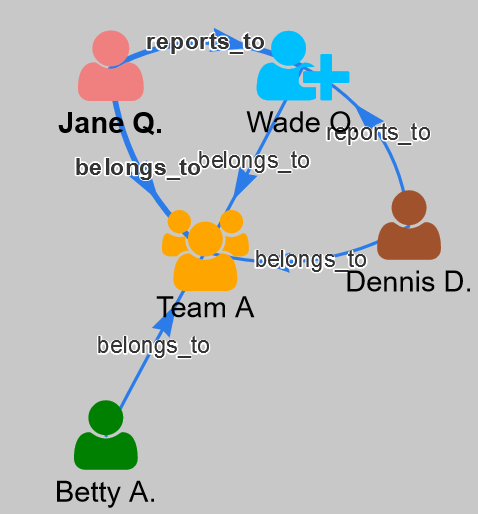 reports_to
Jane Q.
Wade O.
reports_to
belongs_to
belongs_to
belongs_to
Dennis D.
Team A
belongs_to
Betty A.